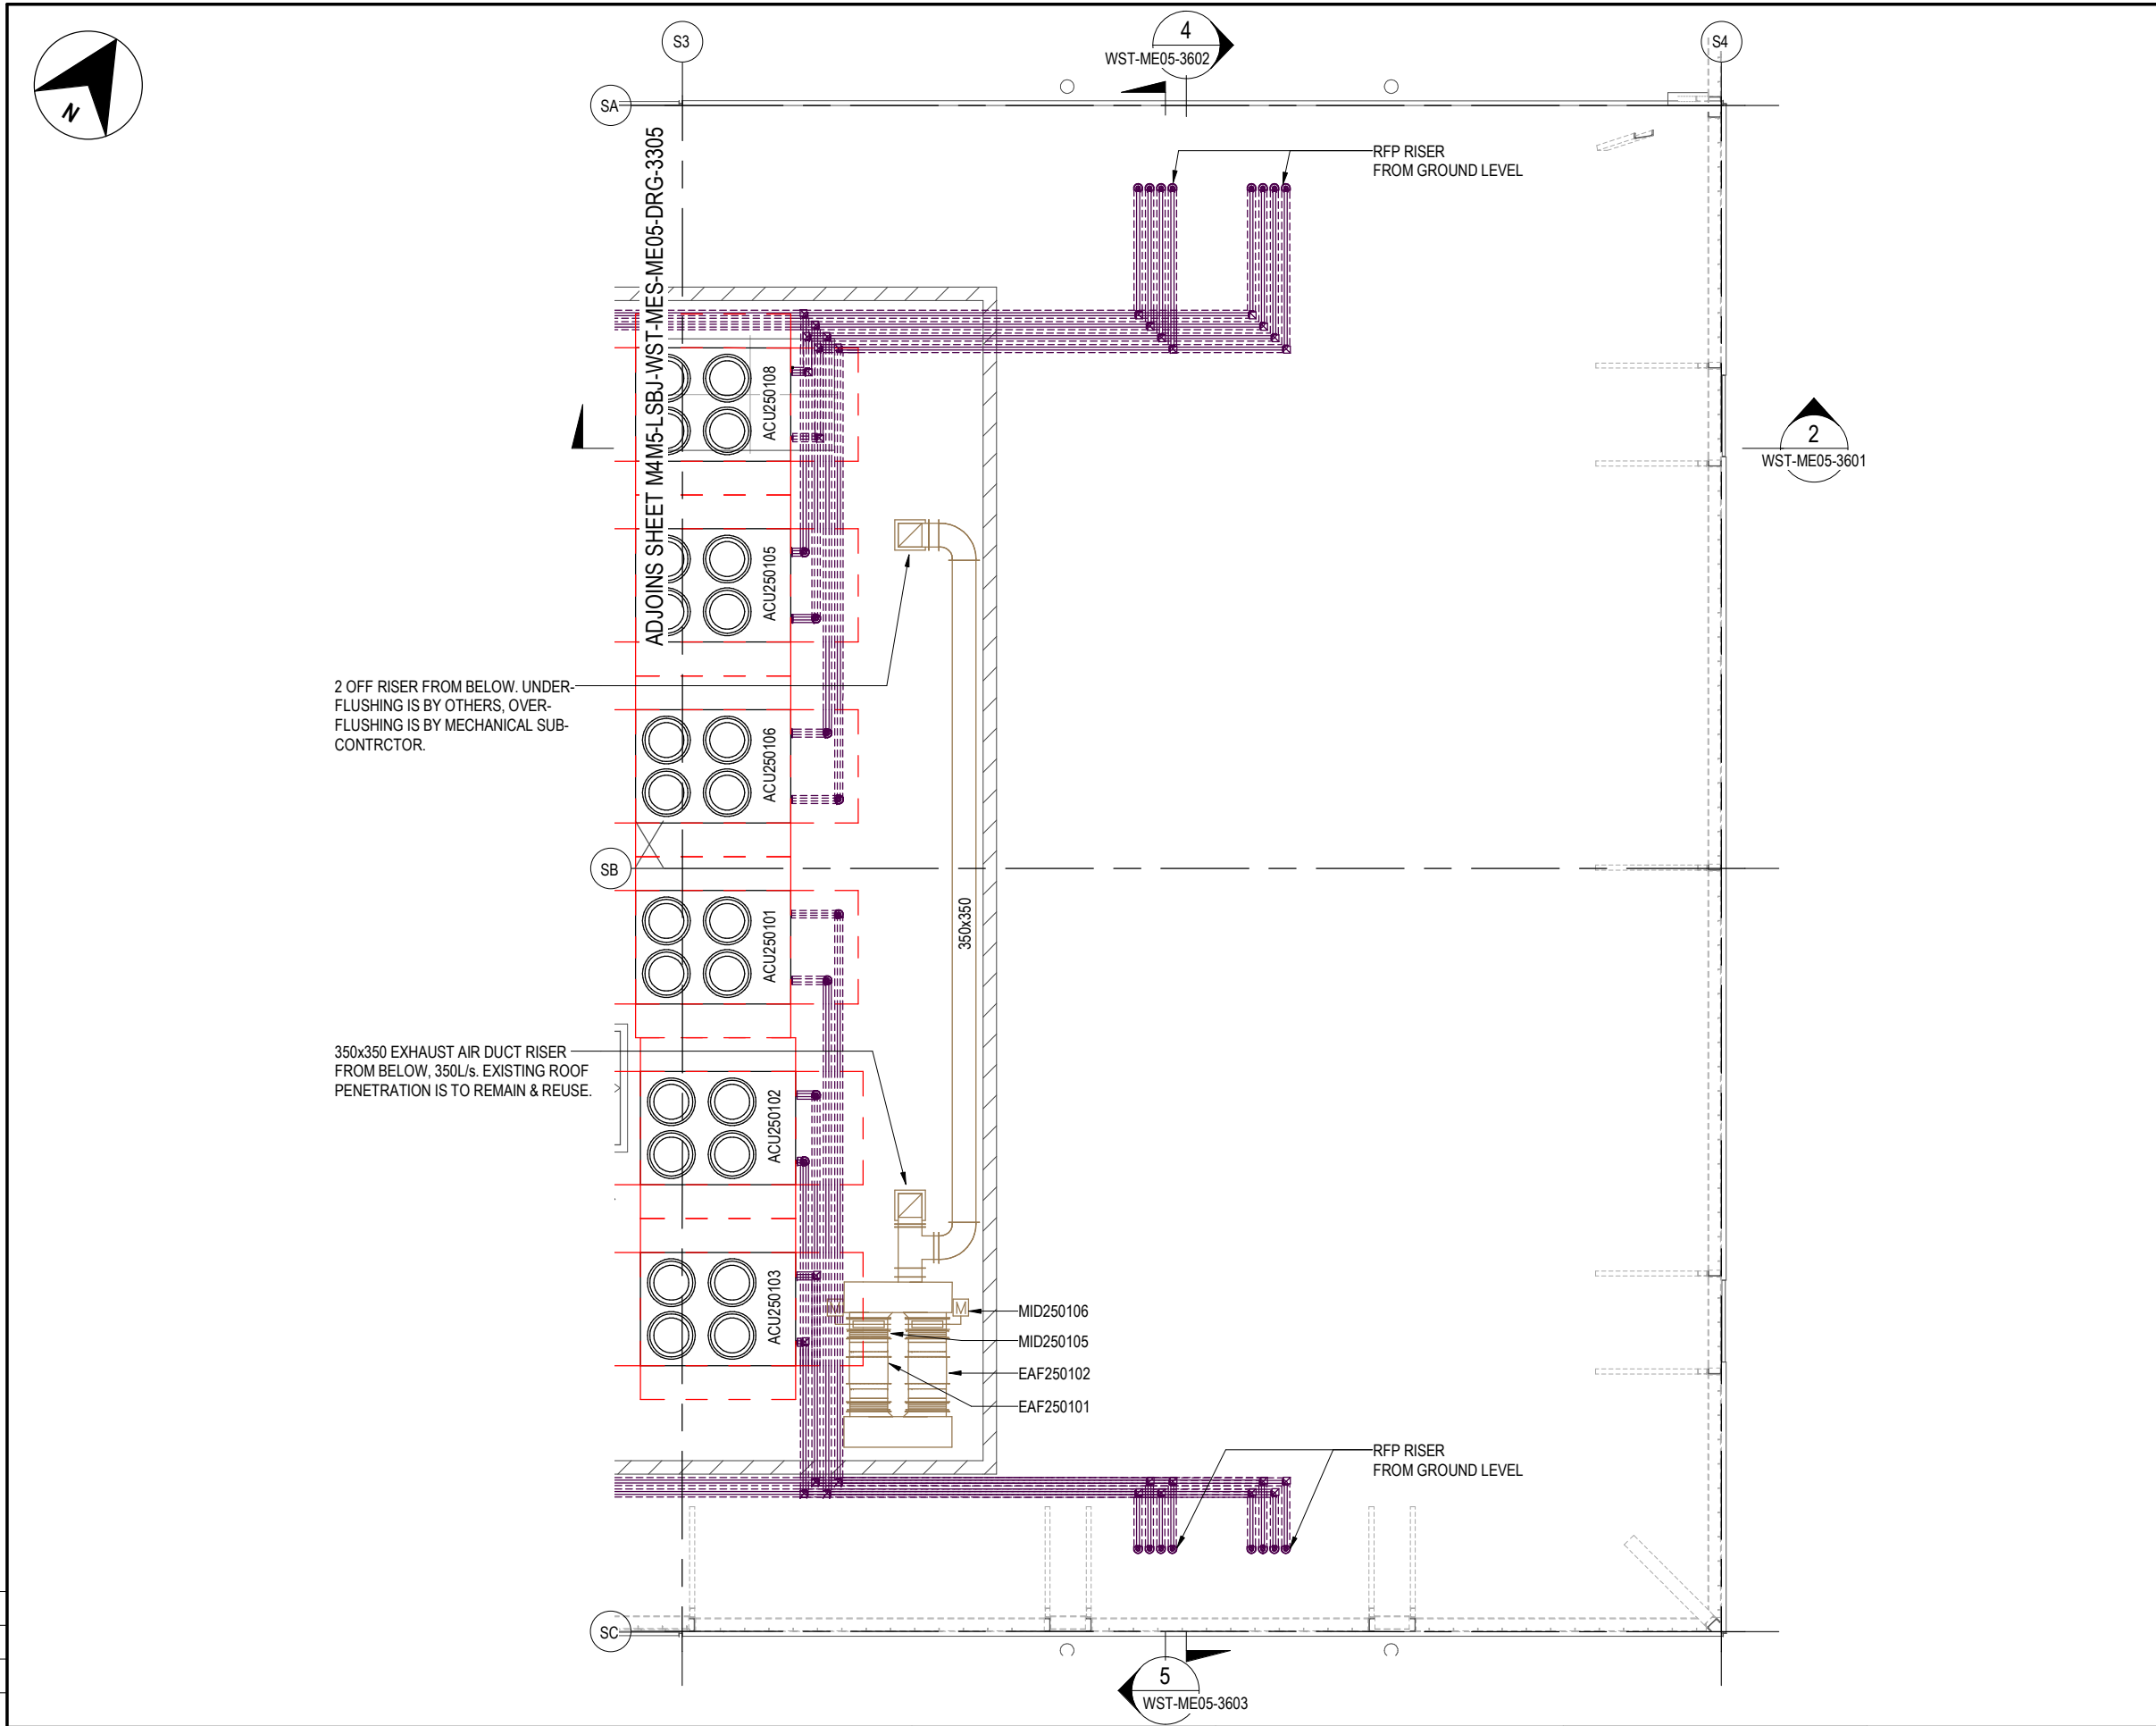 4
WST-ME05-3602
S3
S4
N
SA
RFP RISER
FROM GROUND LEVEL
ADJOINS SHEET M4M5-LSBJ-WST-MES-ME05-DRG-3305
ACU250108
2
WST-ME05-3601
ACU250105
2 OFF RISER FROM BELOW. UNDER-
FLUSHING IS BY OTHERS, OVER-
FLUSHING IS BY MECHANICAL SUB-
CONTRCTOR.
ACU250106
SB
ACU250101
350x350
350x350 EXHAUST AIR DUCT RISER
FROM BELOW, 350L/s. EXISTING ROOF
PENETRATION IS TO REMAIN & REUSE.
ACU250102
ACU250103
M
M
MID250106
MID250105
EAF250102
EAF250101
RFP RISER
FROM GROUND LEVEL
SC
5
WST-ME05-3603